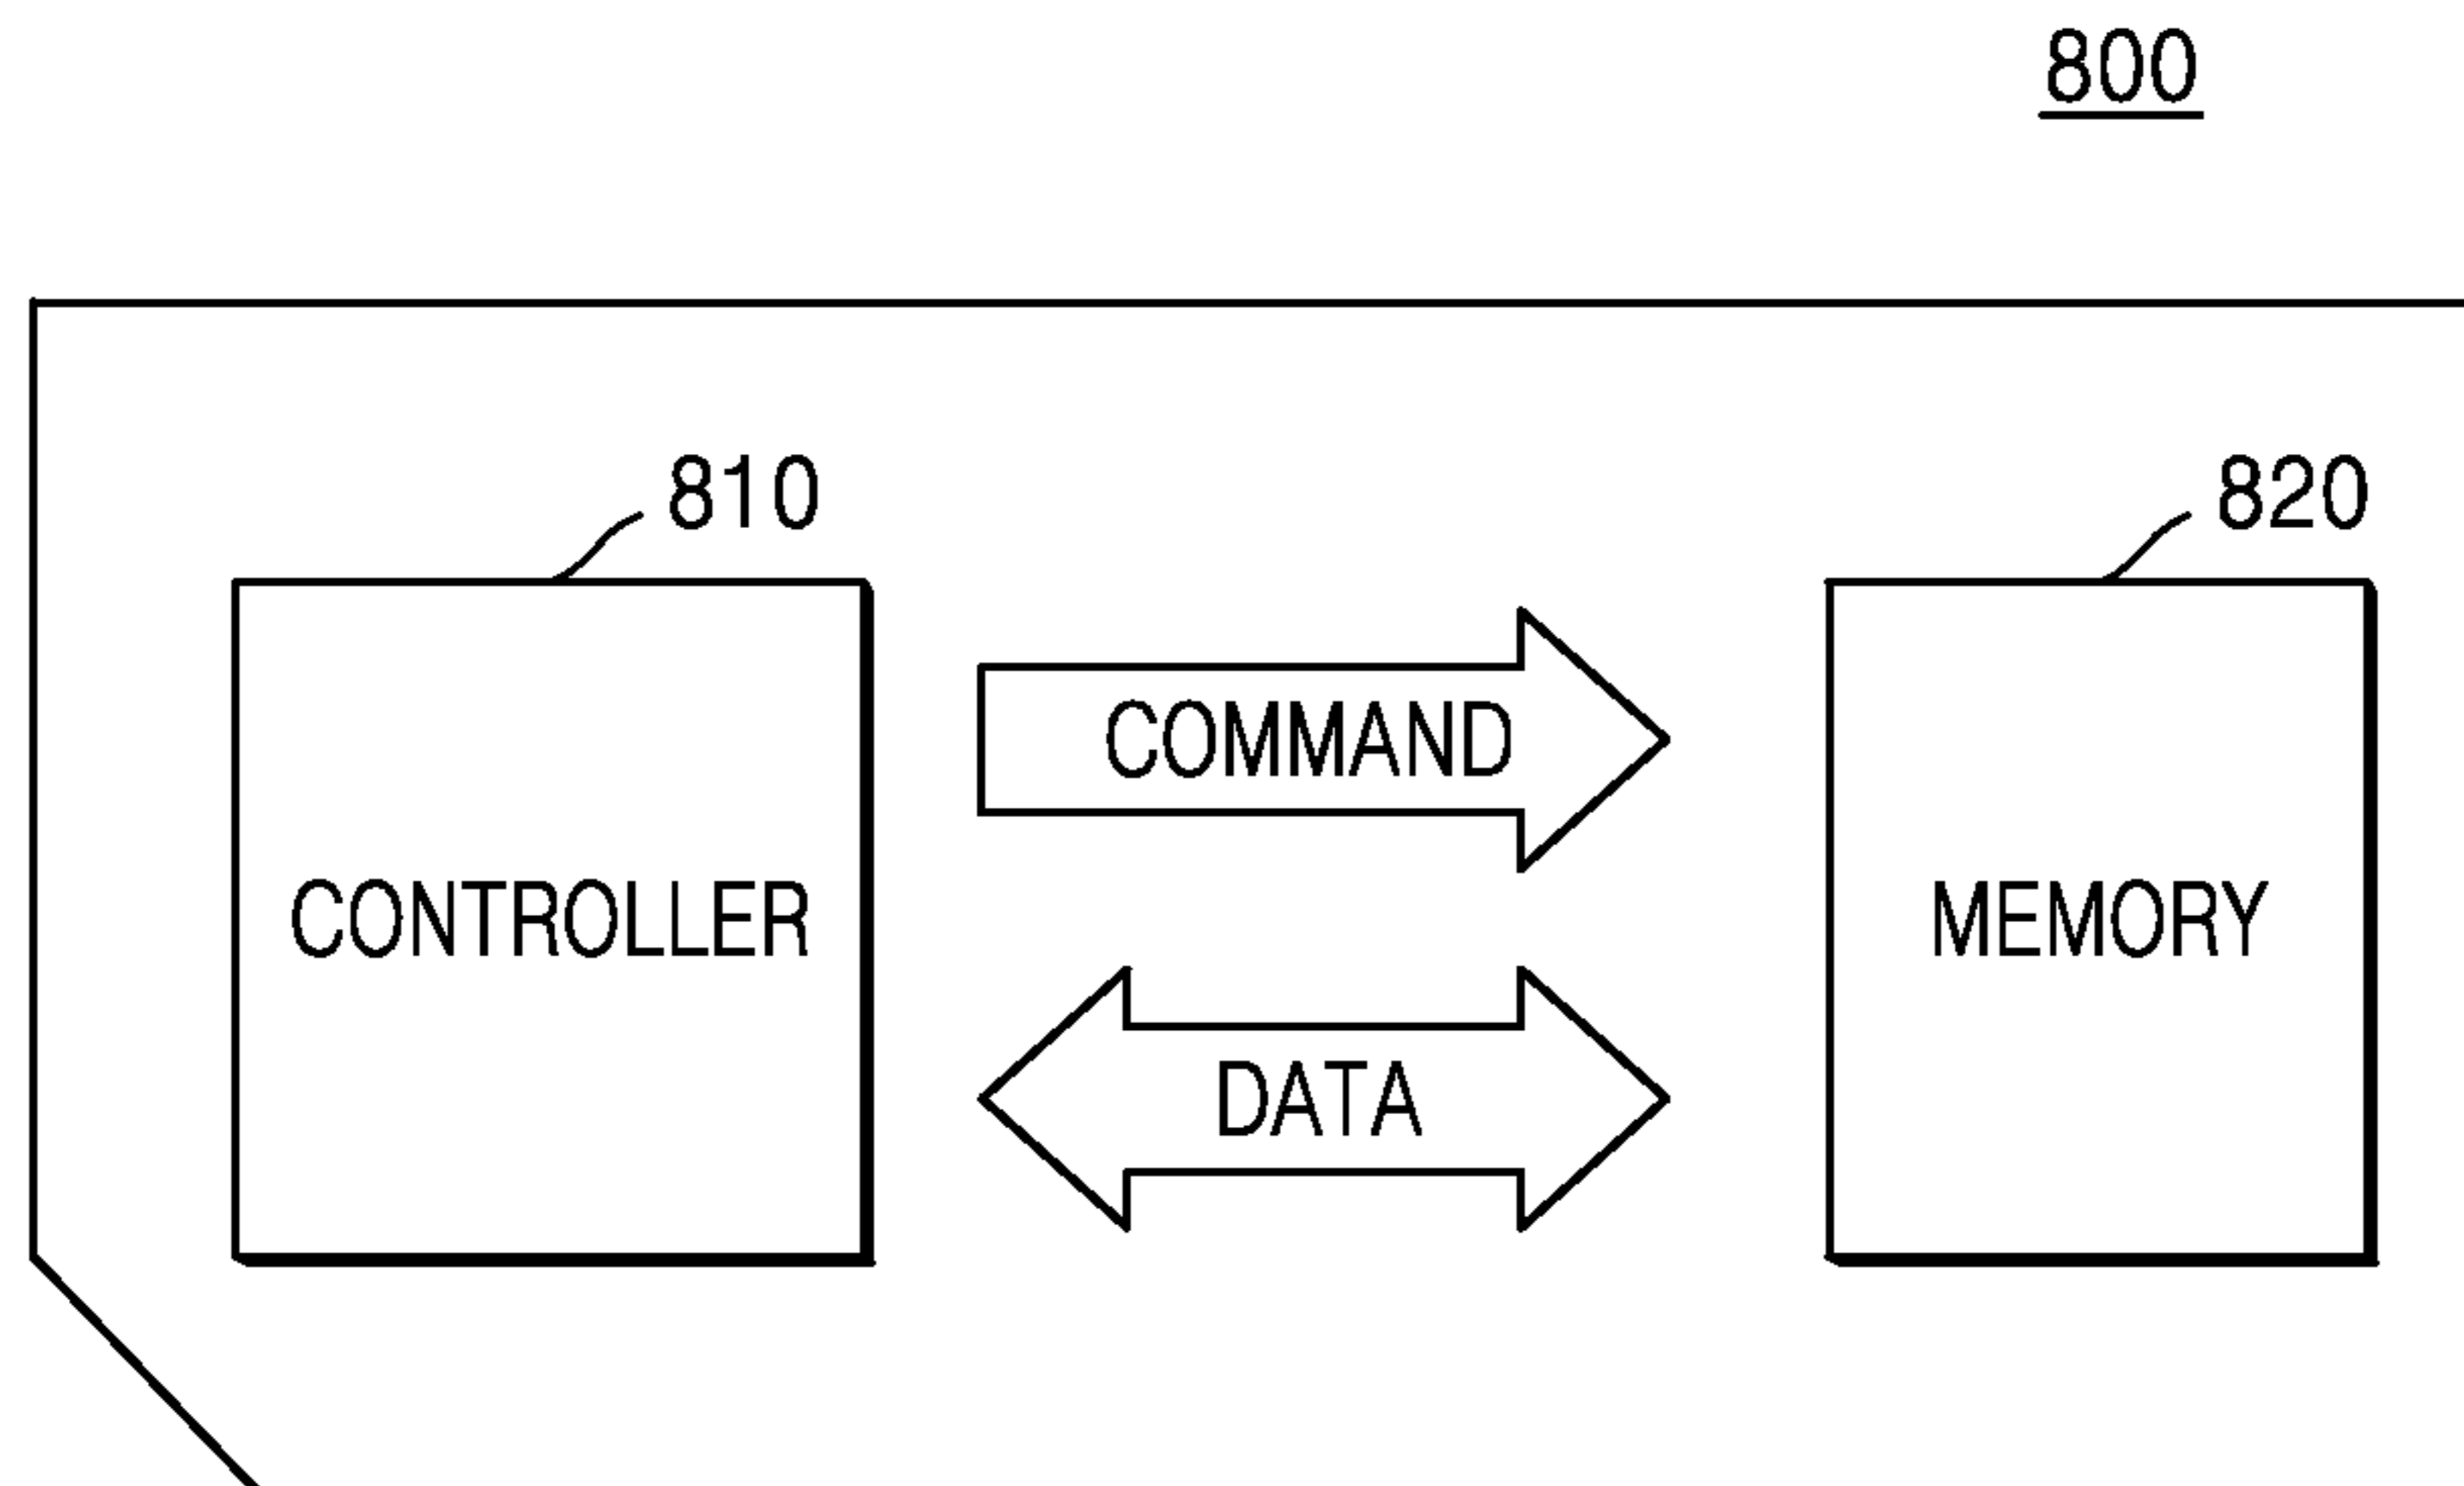 800
810
820
COMMAND
CONTROLLER
MEMORY
DATA